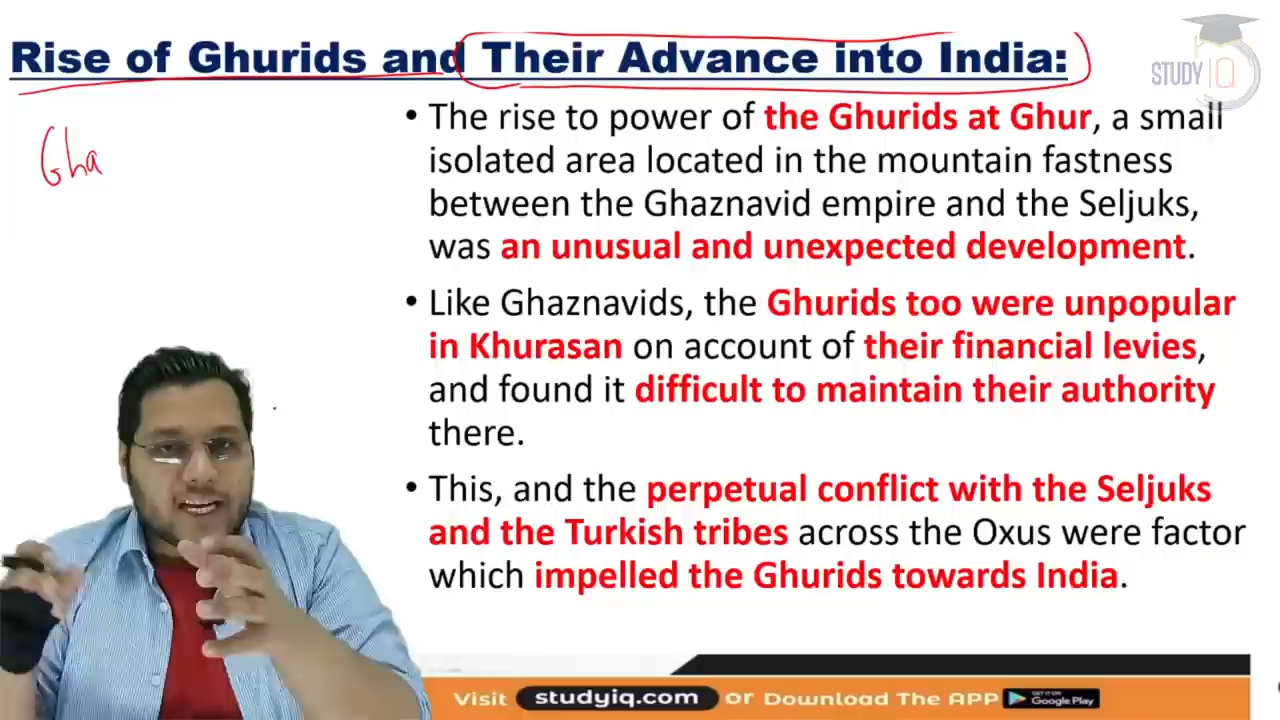 Rise of Ghurids and Their Advance into India:
STUDY IQ
Gha
• The rise to power of the Ghurids at Ghur, a small
isolated area located in the mountain fastness
between the Ghaznavid empire and the Seljuks,
was an unusual and unexpected development.
• Like Ghaznavids, the Ghurids too were unpopular
in Khurasan on account of their financial levies,
and found it difficult to maintain their authority
there.
• This, and the perpetual conflict with the Seljuks
and the Turkish tribes across the Oxus were factor
which impelled the Ghurids towards India.
Visit studyiq.com or Download The APP GET IT ON Google Play